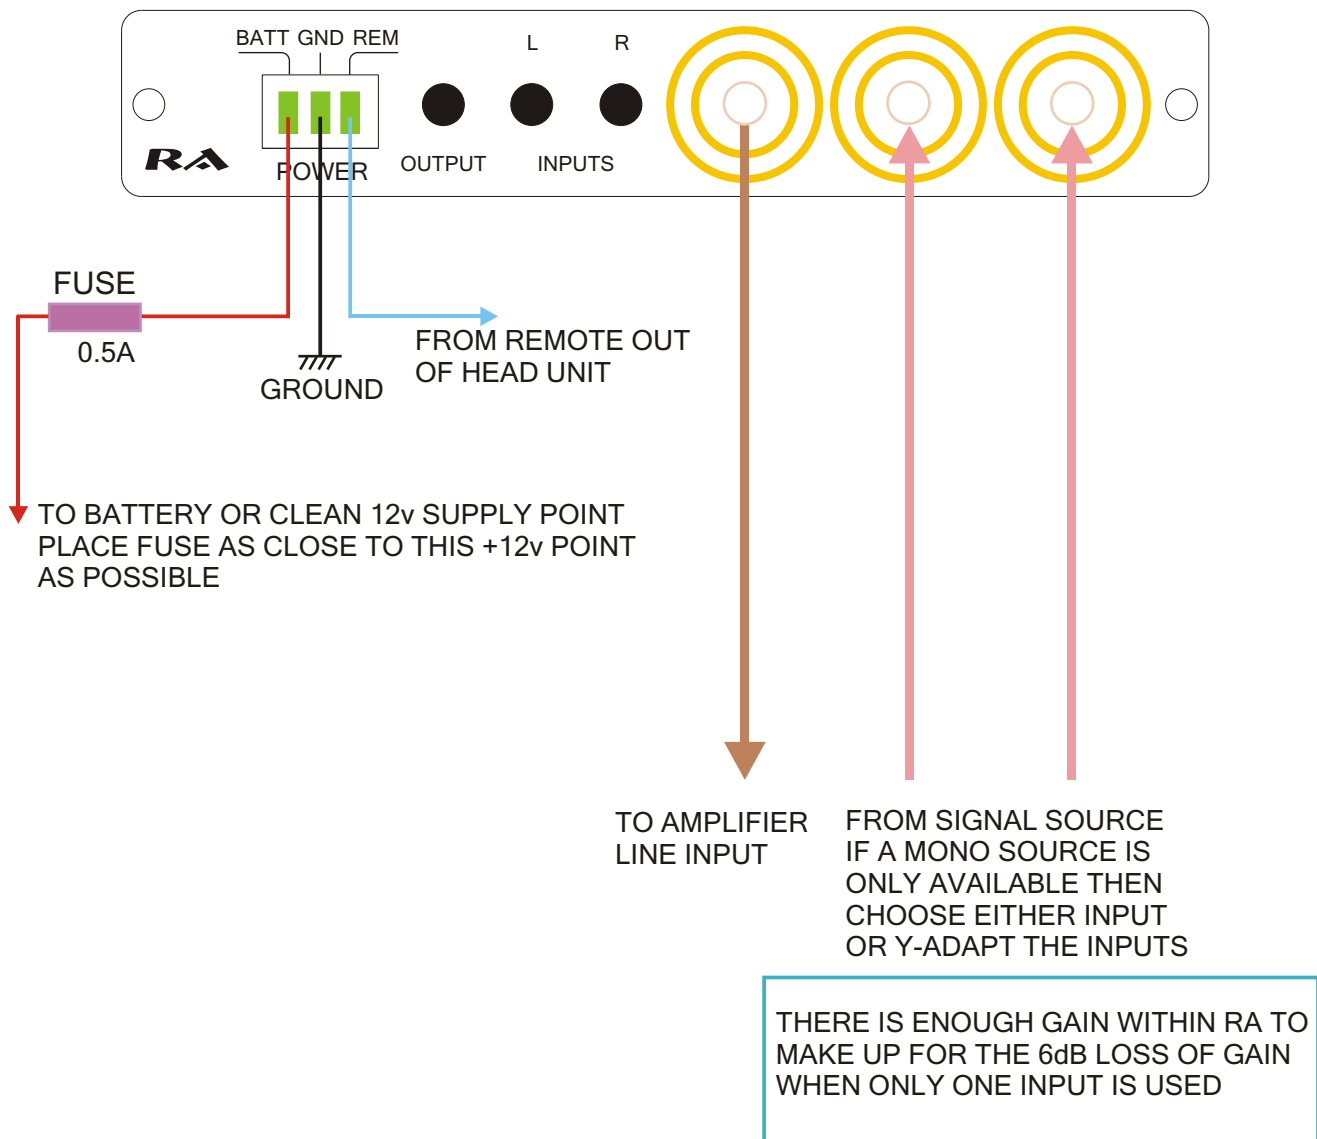 BATT GND REM
L R
RA
POWER
OUTPUT
INPUTS
FUSE
0.5A
GROUND
FROM REMOTE OUT
OF HEAD UNIT
TO BATTERY OR CLEAN 12v SUPPLY POINT
PLACE FUSE AS CLOSE TO THIS +12v POINT
AS POSSIBLE
TO AMPLIFIER
LINE INPUT
FROM SIGNAL SOURCE
IF A MONO SOURCE IS
ONLY AVAILABLE THEN
CHOOSE EITHER INPUT
OR Y-ADAPT THE INPUTS
THERE IS ENOUGH GAIN WITHIN RA TO
MAKE UP FOR THE 6dB LOSS OF GAIN
WHEN ONLY ONE INPUT IS USED